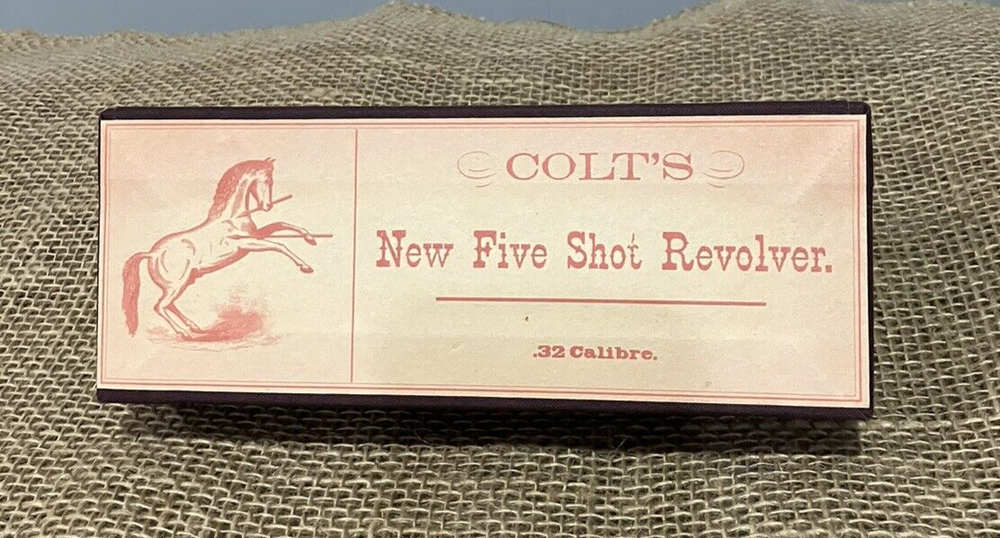 COLT'S
New Five Shot Revolver.
.32 Calibre.